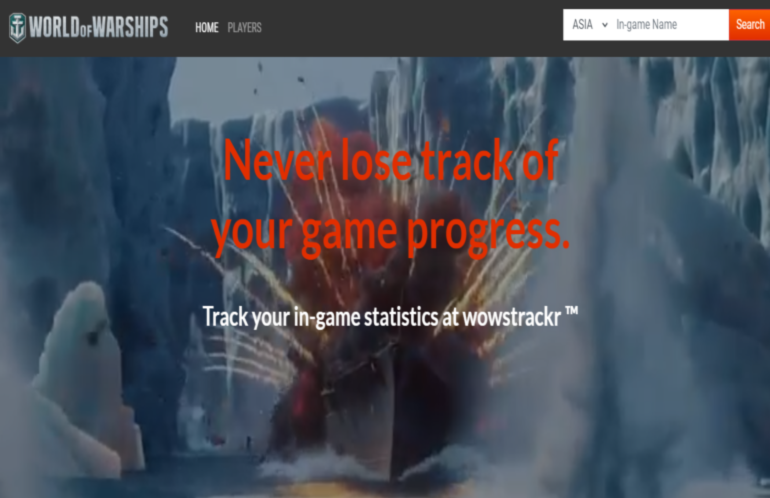 WORLD OF WARSHIPS HOME PLAYERS ASIA In-game Name Search
Never lose track of
your game progress.
Track your in-game statistics at wowstrackr ™